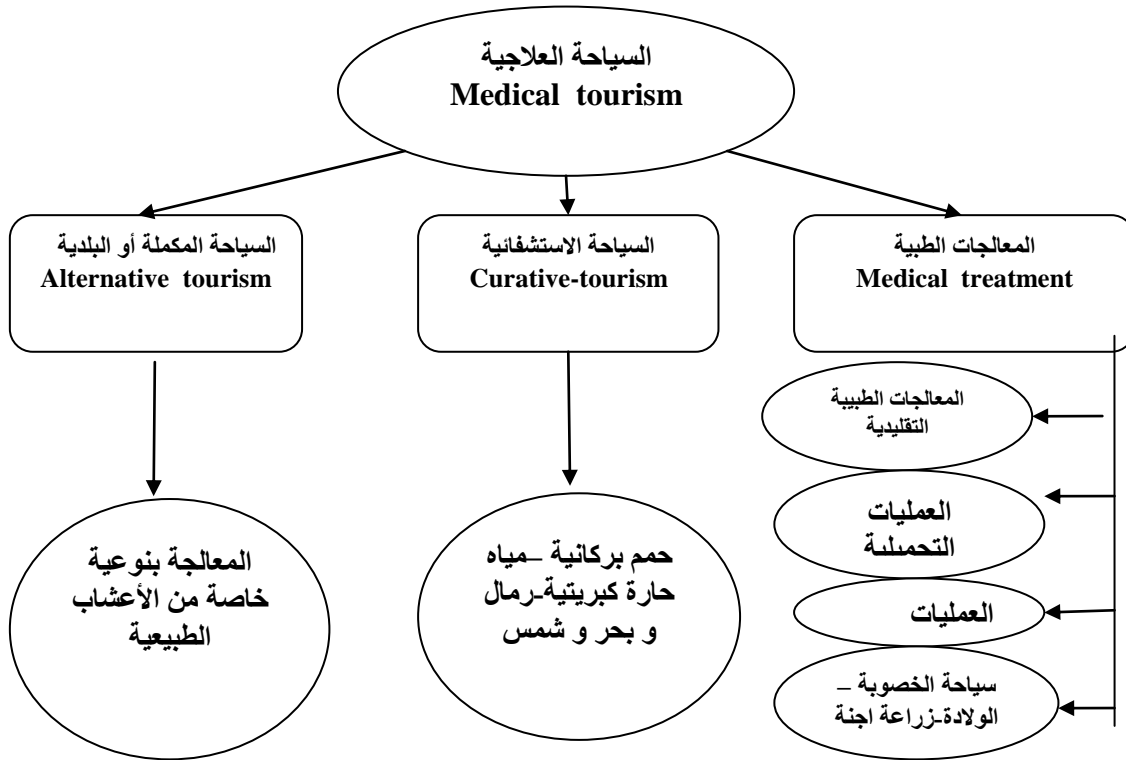 السياحة العلاجية
Medical tourism
المعالجات الطبية
Medical treatment
السياحة الاستشفائية
Curative-tourism
السياحة المكملة أو البلدية
Alternative tourism
المعالجات الطبيبة
التقليدية
العمليات
التجميلية
العمليات
سياحة الخصوبة –
الولادة-زراعة اجنة
حمم بركانية –مياه
حارة كبريتية-رمال
و بحر و شمس
المعالجة بنوعية
خاصة من الأعشاب
الطبيعية